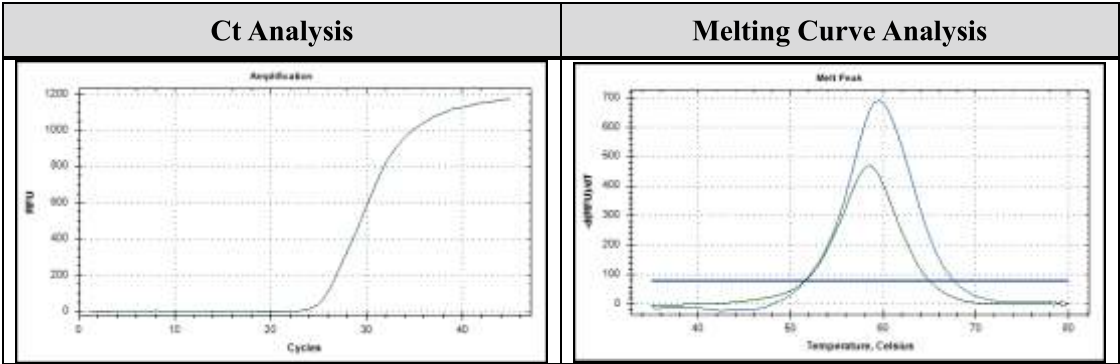 Ct Analysis
Melting Curve Analysis
Amplification
1200
1000
800
600
400
200
0
RFU
0 10 20 30 40
Cycles
Melt Peak
700
600
500
400
300
200
100
0
-d(RFU)/dT
40 50 60 70 80
Temperature, Celsius